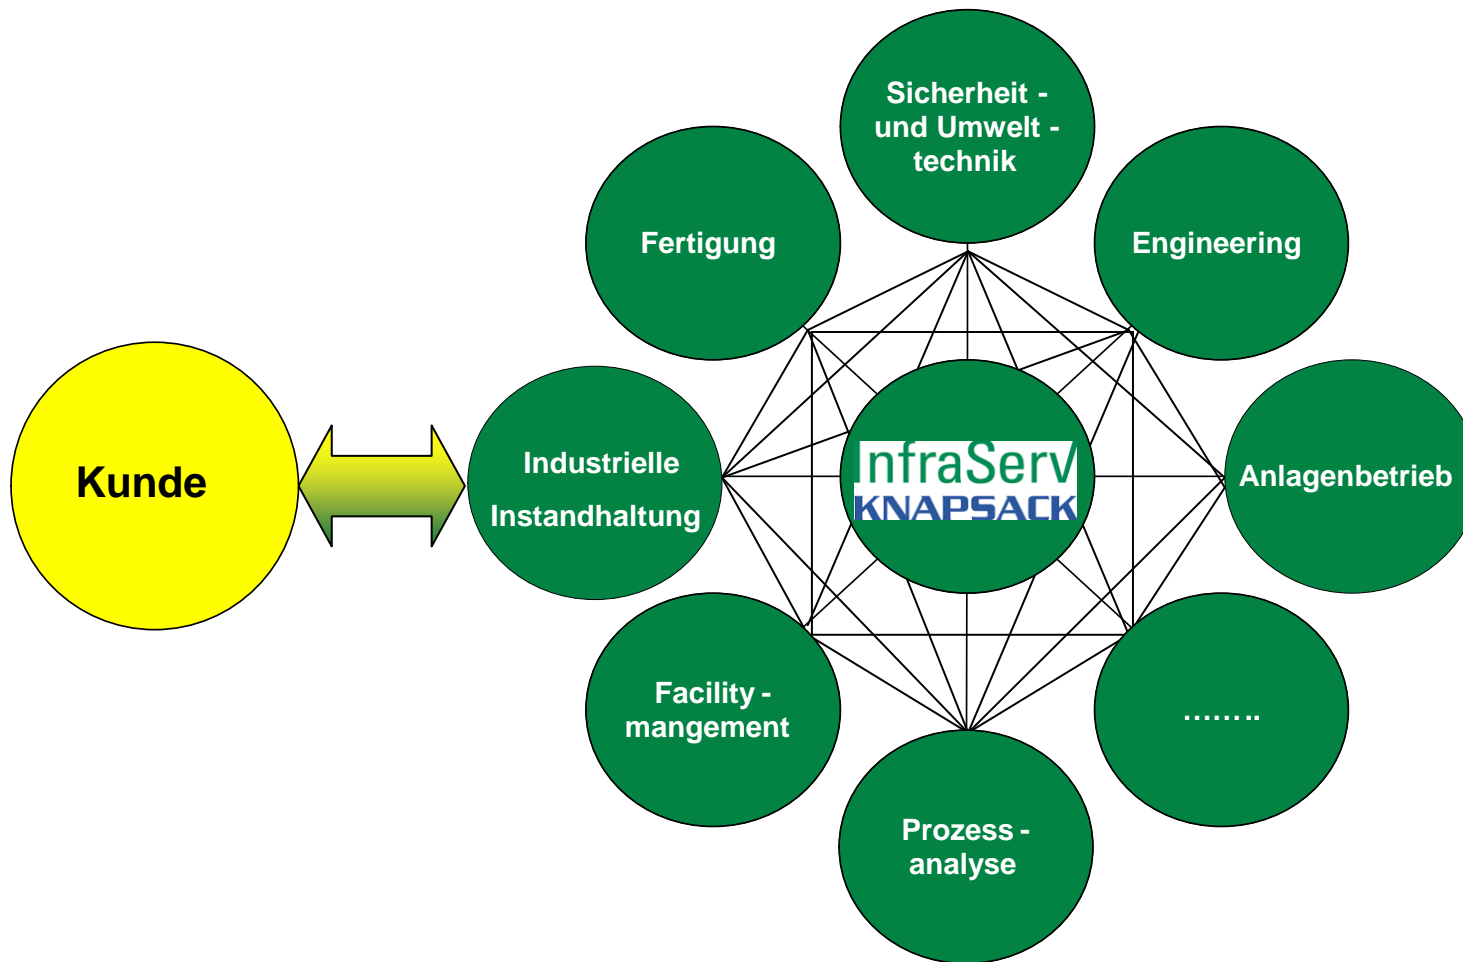 Sicherheit -
und Umwelt -
technik
Fertigung
Engineering
Kunde
Industrielle
Instandhaltung
InfraServ
KNAPSACK
Anlagenbetrieb
Facility -
mangement
........
Prozess -
analyse